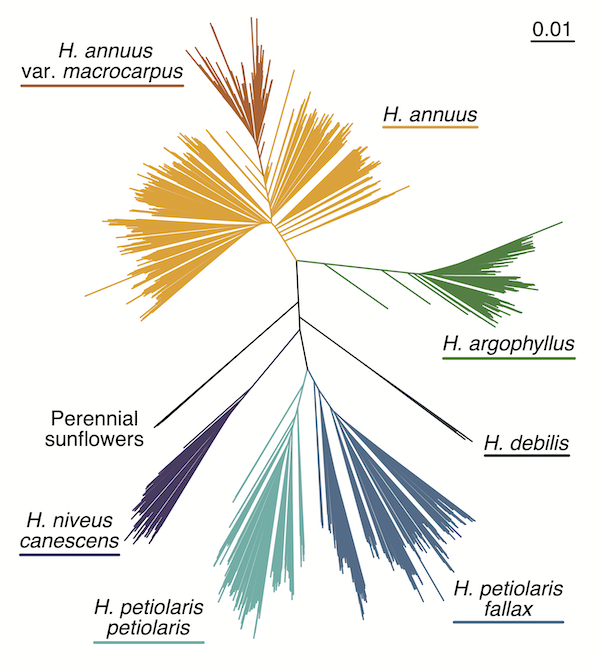 0.01
H. annuus
var. macrocarpus
H. annuus
H. argophyllus
Perennial
sunflowers
H. debilis
H. niveus
canescens
H. petiolaris
fallax
H. petiolaris
petiolaris